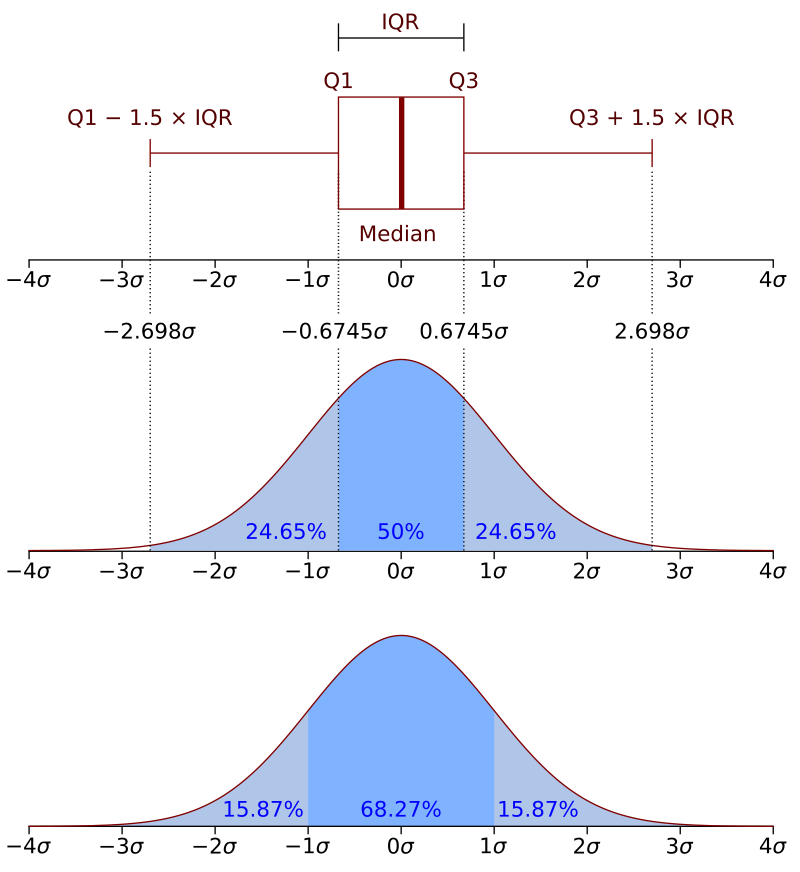 IQR
Q1 Q3
Q1 − 1.5 × IQR Q3 + 1.5 × IQR
Median
−4σ −3σ −2σ −1σ 0σ 1σ 2σ 3σ 4σ
−2.698σ −0.6745σ 0.6745σ 2.698σ
24.65% 50% 24.65%
−4σ −3σ −2σ −1σ 0σ 1σ 2σ 3σ 4σ
15.87% 68.27% 15.87%
−4σ −3σ −2σ −1σ 0σ 1σ 2σ 3σ 4σ